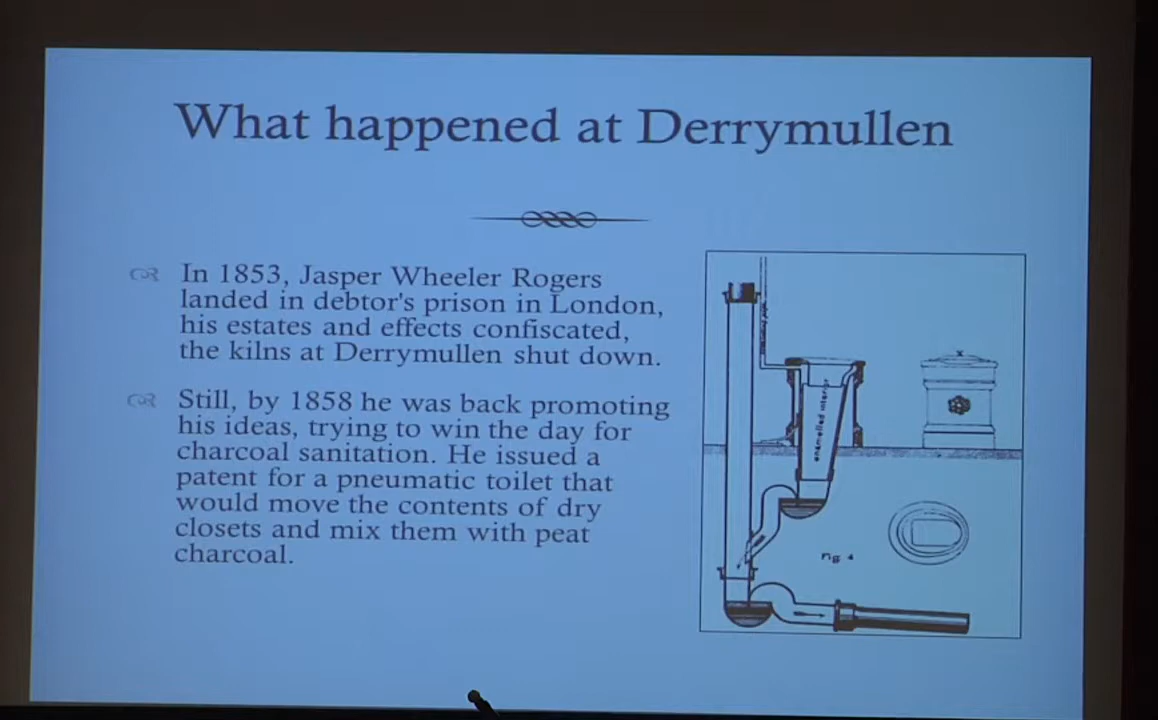 What happened at Derrymullen
In 1853, Jasper Wheeler Rogers
landed in debtor's prison in London,
his estates and effects confiscated,
the kilns at Derrymullen shut down.
Still, by 1858 he was back promoting
his ideas, trying to win the day for
charcoal sanitation. He issued a
patent for a pneumatic toilet that
would move the contents of dry
closets and mix them with peat
charcoal.
enamelled interior
Fig. 4